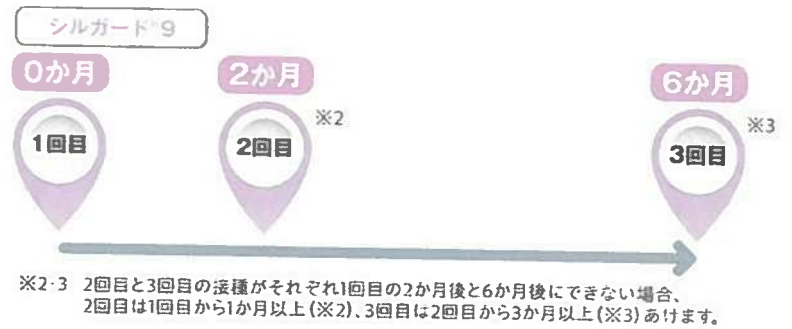 シルガード®9
0か月 2か月 6か月
1回目 2回目 ※2 3回目 ※3
※2・3 2回目と3回目の接種がそれぞれ1回目の2か月後と6か月後にできない場合、
2回目は1回目から1か月以上(※2)、3回目は2回目から3か月以上(※3)あけます。